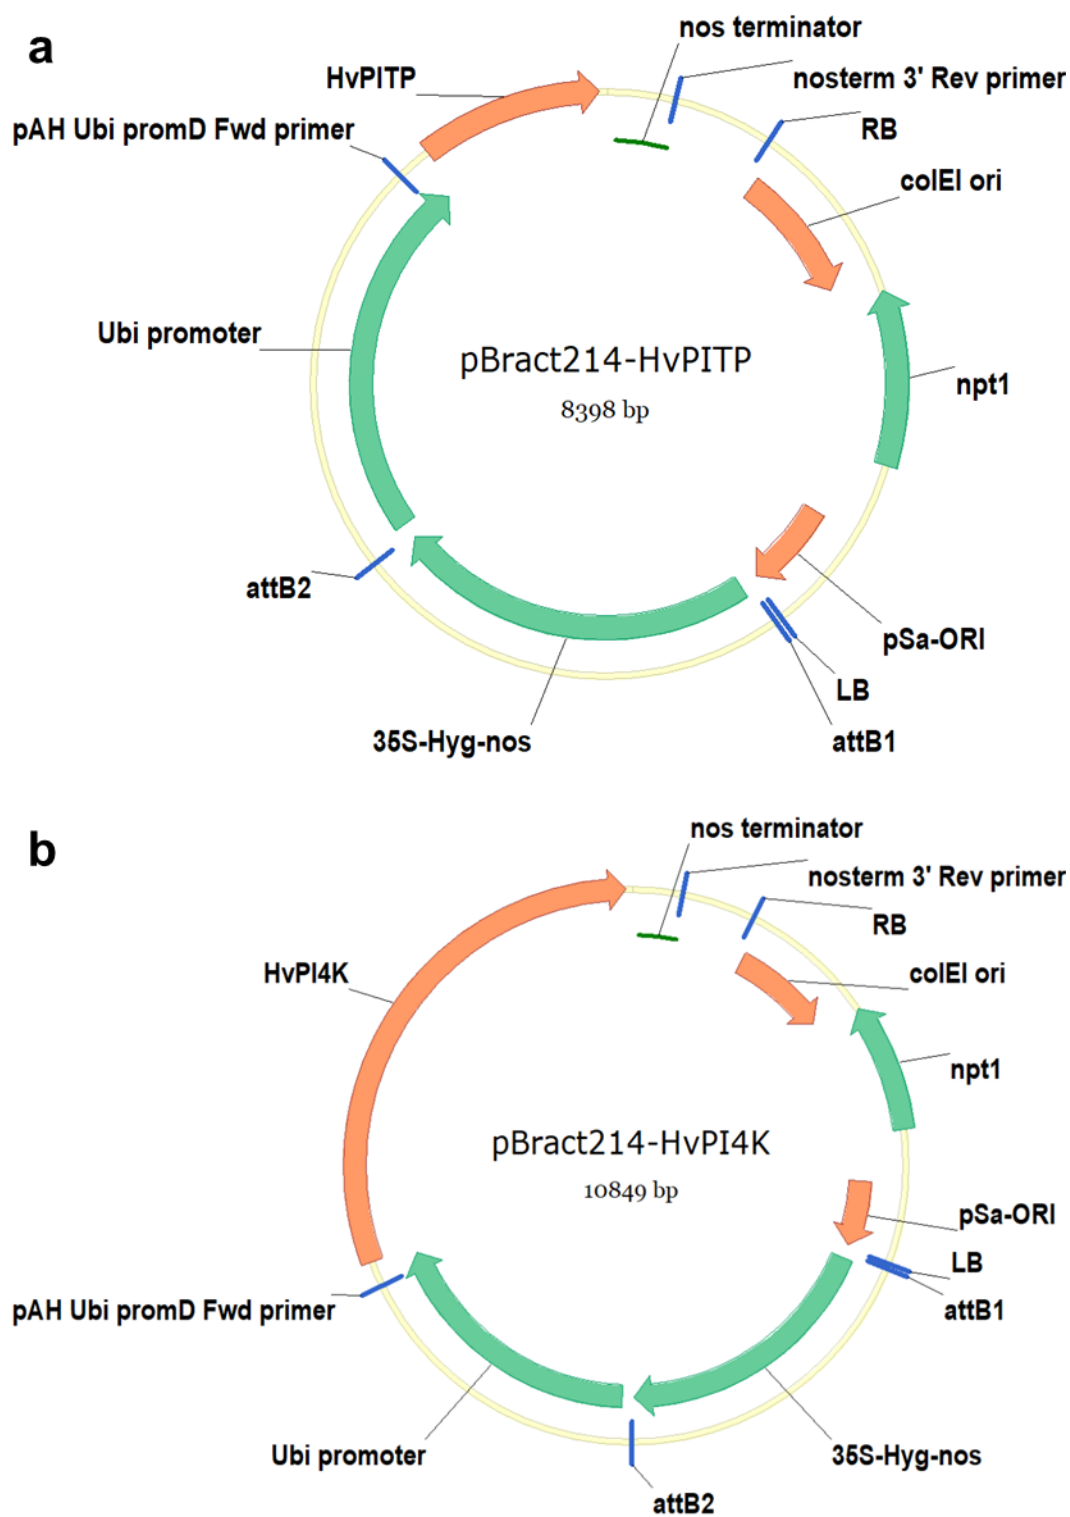 a
nos terminator
HvPITP
nosterm 3' Rev primer
pAH Ubi promD Fwd primer
RB
colEI ori
Ubi promoter
pBract214-HvPITP
8398 bp
npt1
attB2
pSa-ORI
LB
35S-Hyg-nos
attB1
b
nos terminator
nosterm 3' Rev primer
RB
HvPI4K
colEI ori
npt1
pBract214-HvPI4K
10849 bp
pSa-ORI
LB
pAH Ubi promD Fwd primer
attB1
Ubi promoter
35S-Hyg-nos
attB2